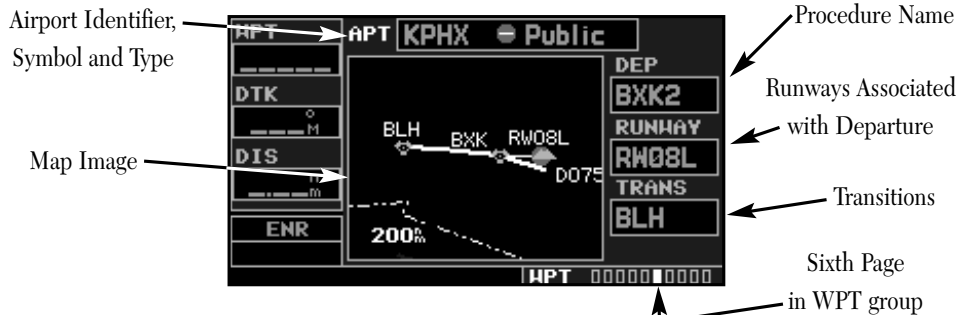 Airport Identifier,
Symbol and Type
Map Image
WPT
DTK
° M
DIS
n m
ENR
APT KPHX Public
BLH
BXK
RW08L
D075
200 n m
DEP
BXK2
RUNWAY
RW08L
TRANS
BLH
WPT
Procedure Name
Runways Associated
with Departure
Transitions
Sixth Page
in WPT group